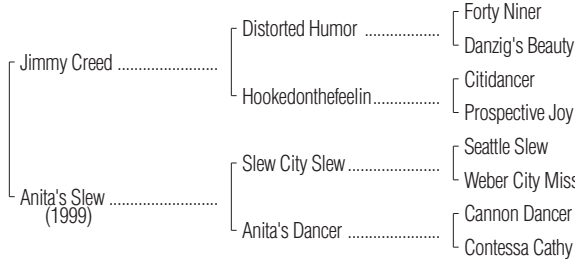 Forty Niner
Distorted Humor ..................
Danzig's Beauty
Jimmy Creed ........................
Citidancer
Hookedonthefeelin................
Prospective Joy
Seattle Slew
Slew City Slew......................
Weber City Miss
Anita's Slew ..........................
(1999)
Cannon Dancer
Anita's Dancer ......................
Contessa Cathy